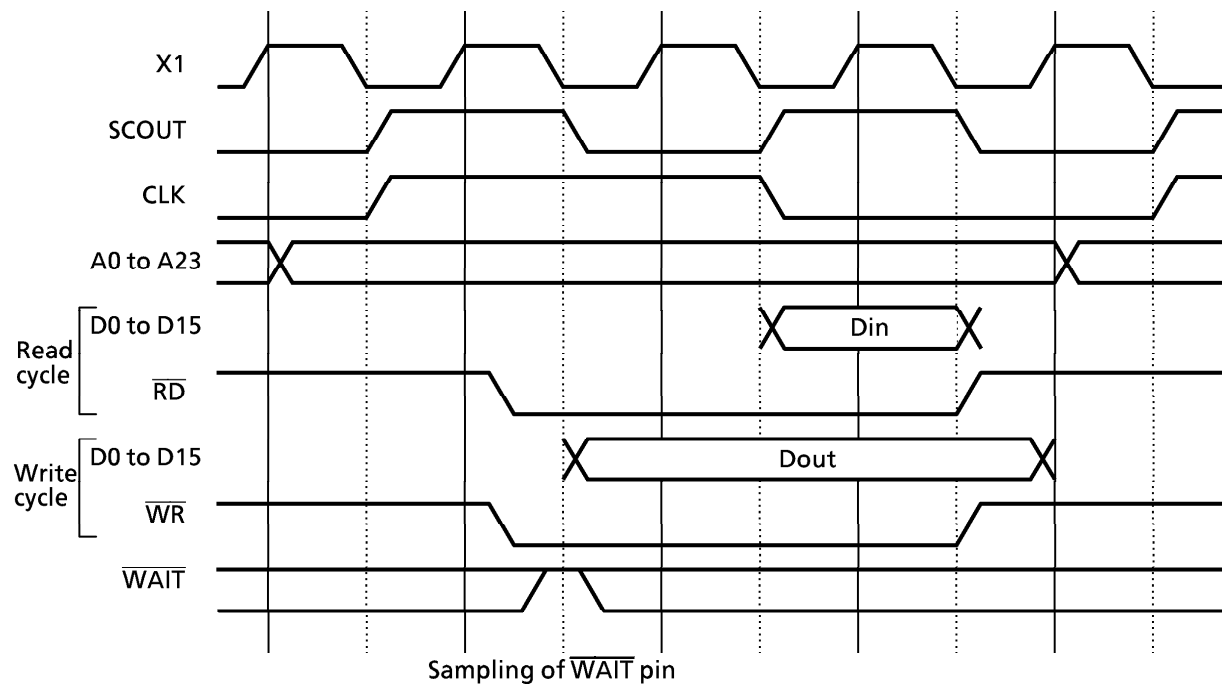 X1
SCOUT
CLK
A0 to A23
Read
cycle
D0 to D15
Din
RD
Write
cycle
D0 to D15
Dout
WR
WAIT
Sampling of WAIT pin